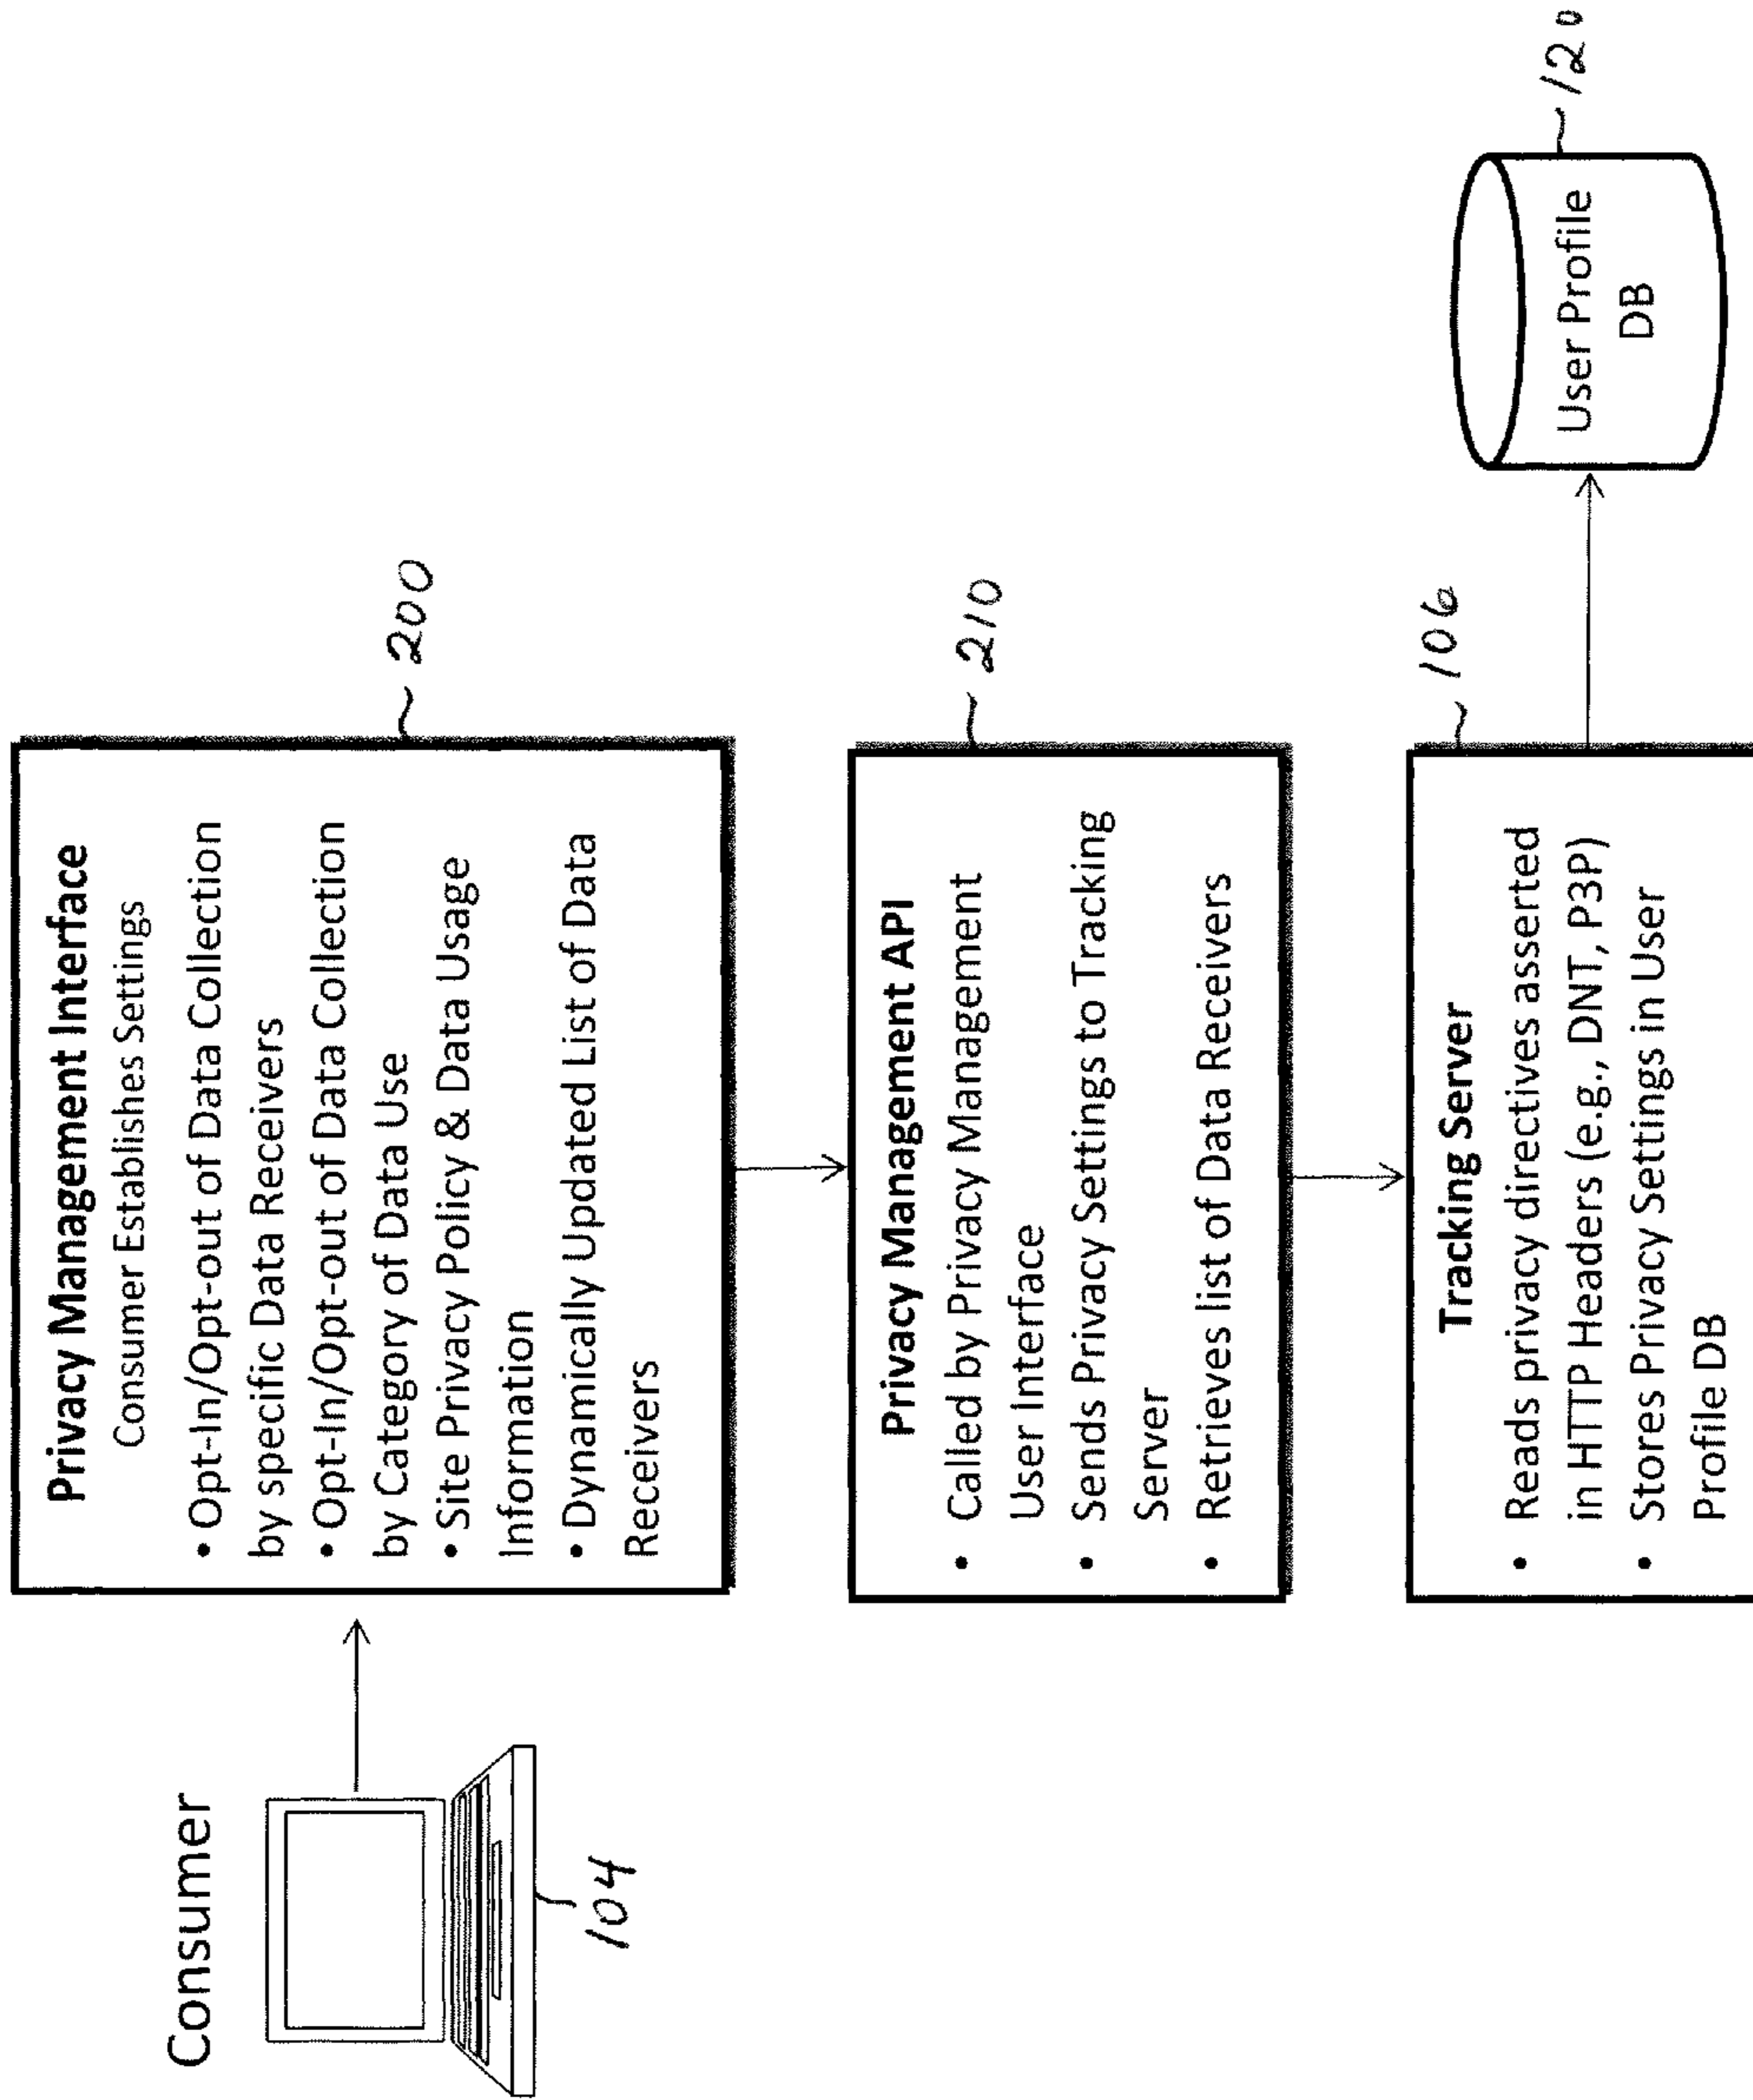 Consumer
104
Privacy Management Interface
Consumer Establishes Settings
• Opt-In/Opt-out of Data Collection
by specific Data Receivers
• Opt-In/Opt-out of Data Collection
by Category of Data Use
• Site Privacy Policy & Data Usage
Information
• Dynamically Updated List of Data
Receivers
200
Privacy Management API
• Called by Privacy Management
User Interface
• Sends Privacy Settings to Tracking
Server
• Retrieves list of Data Receivers
210
Tracking Server
• Reads privacy directives asserted
in HTTP Headers (e.g., DNT, P3P)
• Stores Privacy Settings in User
Profile DB
106
User Profile
DB
120